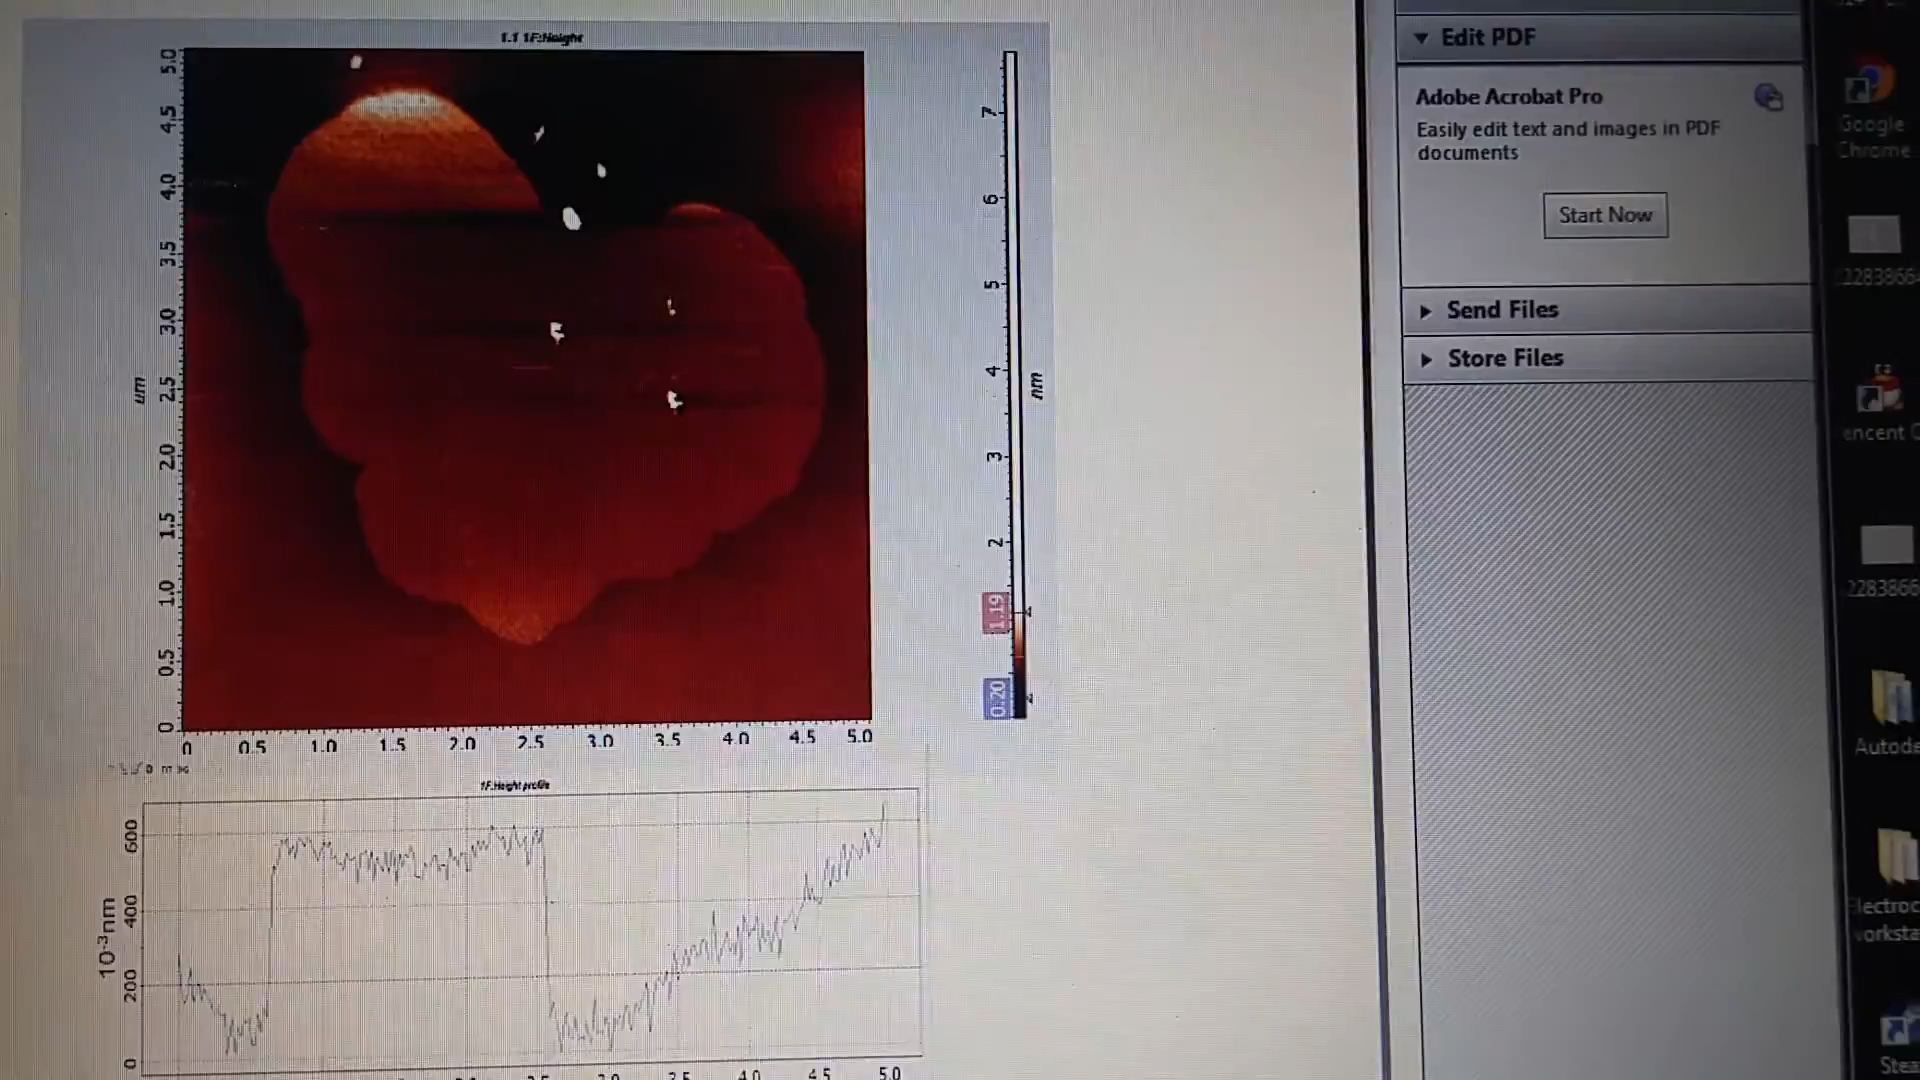 1.1 1F:Height
5.0
4.5
4.0
3.5
3.0
2.5
2.0
1.5
1.0
0.5
0
um
0 0.5 1.0 1.5 2.0 2.5 3.0 3.5 4.0 4.5 5.0
7
6
5
4
3
2
1.19
0.20
nm
1F:Height profile
600
400
200
0
10-3nm
2.5 3.0 3.5 4.0 4.5 5.0
Edit PDF
Adobe Acrobat Pro
Easily edit text and images in PDF
documents
Start Now
Send Files
Store Files
Google
Chrome